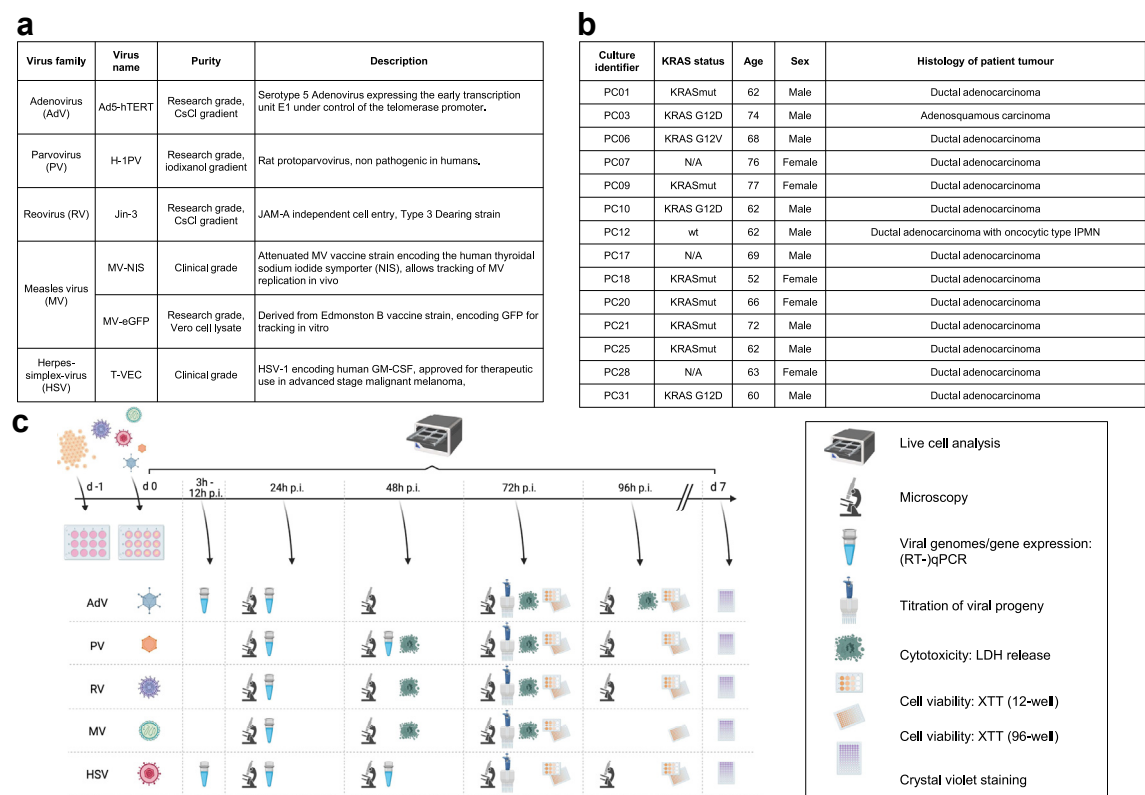 a
Virus family Virus name Purity Description
Adenovirus (AdV) Ad5-hTERT Research grade, CsCl gradient Serotype 5 Adenovirus expressing the early transcription unit E1 under control of the telomerase promoter.
Parvovirus (PV) H-1PV Research grade, iodixanol gradient Rat protoparvovirus, non pathogenic in humans.
Reovirus (RV) Jin-3 Research grade, CsCl gradient JAM-A independent cell entry, Type 3 Dearing strain
Measles virus (MV) MV-NIS Clinical grade Attenuated MV vaccine strain encoding the human thyroidal sodium iodide symporter (NIS), allows tracking of MV replication in vivo
MV-eGFP Research grade, Vero cell lysate Derived from Edmonston B vaccine strain, encoding GFP for tracking in vitro
Herpes-simplex-virus (HSV) T-VEC Clinical grade HSV-1 encoding human GM-CSF, approved for therapeutic use in advanced stage malignant melanoma,
b
Culture identifier KRAS status Age Sex Histology of patient tumour
PC01 KRASmut 62 Male Ductal adenocarcinoma
PC03 KRAS G12D 74 Male Adenosquamous carcinoma
PC06 KRAS G12V 68 Male Ductal adenocarcinoma
PC07 N/A 76 Female Ductal adenocarcinoma
PC09 KRASmut 77 Female Ductal adenocarcinoma
PC10 KRAS G12D 62 Male Ductal adenocarcinoma
PC12 wt 62 Male Ductal adenocarcinoma with oncocytic type IPMN
PC17 N/A 69 Male Ductal adenocarcinoma
PC18 KRASmut 52 Female Ductal adenocarcinoma
PC20 KRASmut 66 Female Ductal adenocarcinoma
PC21 KRASmut 72 Male Ductal adenocarcinoma
PC25 KRASmut 62 Male Ductal adenocarcinoma
PC28 N/A 63 Female Ductal adenocarcinoma
PC31 KRAS G12D 60 Male Ductal adenocarcinoma
c
d -1 d 0 3h - 12h p.i. 24h p.i. 48h p.i. 72h p.i. 96h p.i. d 7
AdV
PV
RV
MV
HSV
Live cell analysis
Microscopy
Viral genomes/gene expression:
(RT-)qPCR
Titration of viral progeny
Cytotoxicity: LDH release
Cell viability: XTT (12-well)
Cell viability: XTT (96-well)
Crystal violet staining